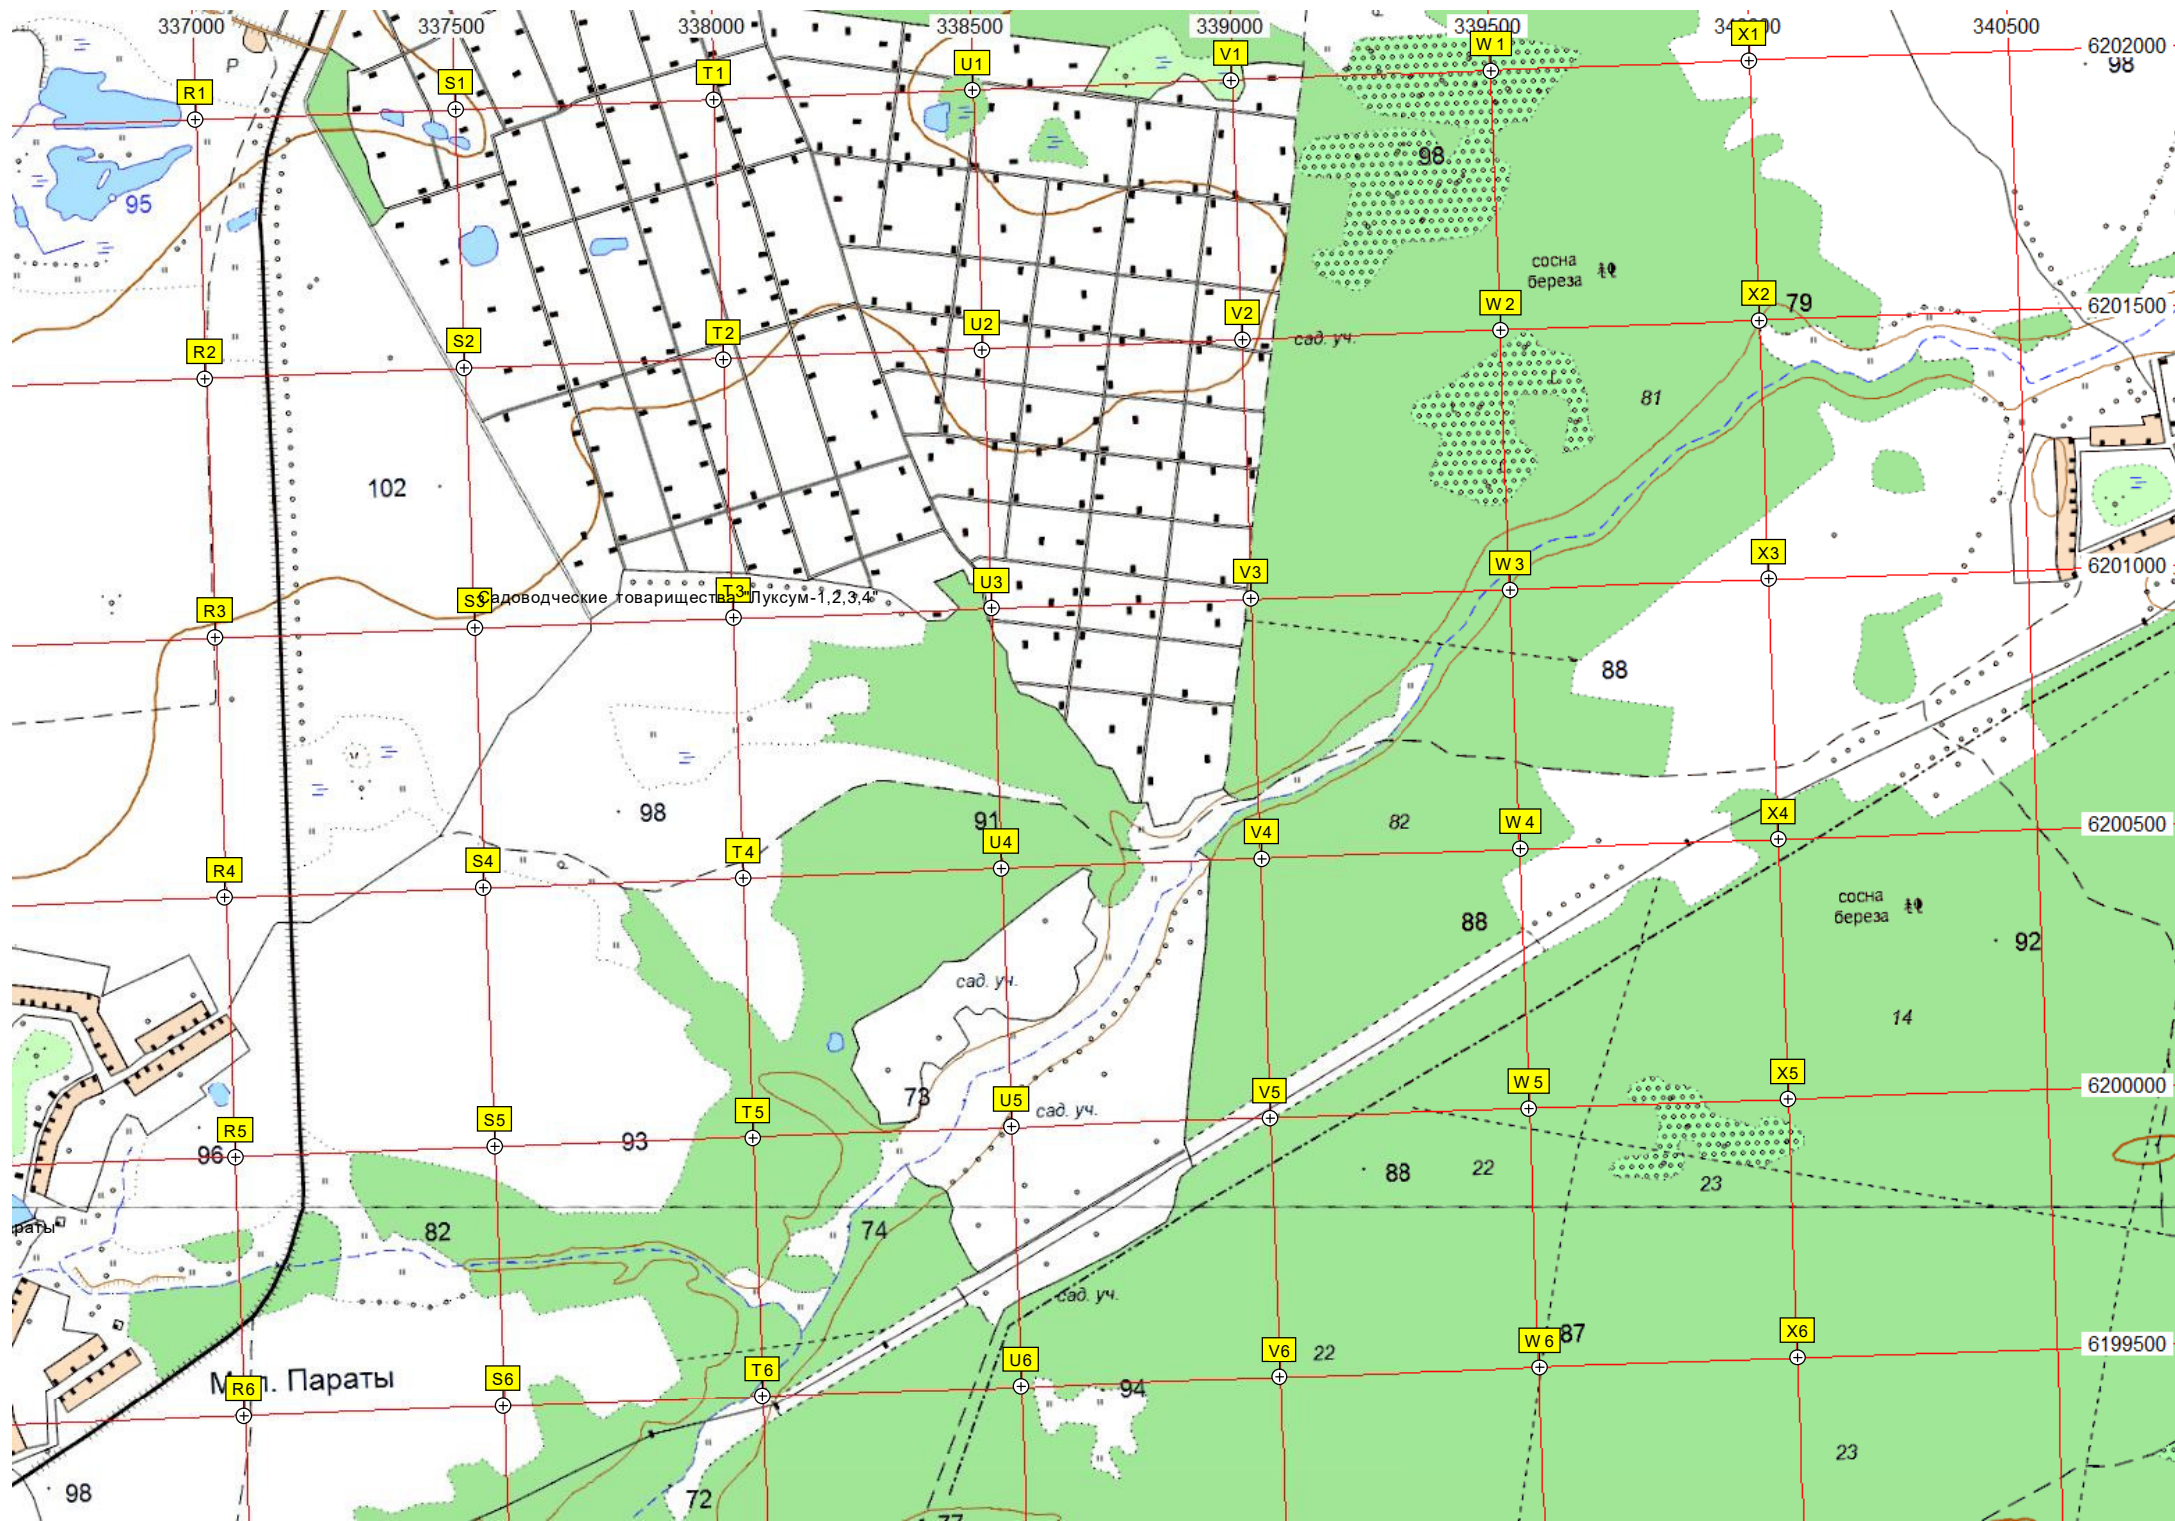 337000 337500 338000 338500 339000 339500 340500
R1 S1 T1 U1 V1 W1 X1 6202000
98
P
98
95
сосна
береза
R2 S2 T2 U2 V2 W2 X2 79 6201500
сад. уч.
81
102
R3 S3 T3 U3 V3 W3 X3 6201000
Садоводческие товарищества "Луксум-1,2,3,4"
88
98 91 82
R4 S4 T4 U4 V4 W4 X4 6200500
88
сосна
береза
92
сад. уч.
14
73
R5 S5 T5 U5 V5 W5 X5 6200000
сад. уч.
96 93
88 22 23
раты"
82 74
сад. уч.
R6 S6 T6 U6 V6 W6 X6 6199500
87
22
Параты
94
23
98 72
77